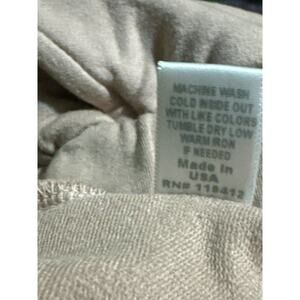 MACHINE WASH
COLD INSIDE OUT
WITH LIKE COLORS
TUMBLE DRY LOW
WARM IRON
IF NEEDED
Made in
USA
RN# 118412